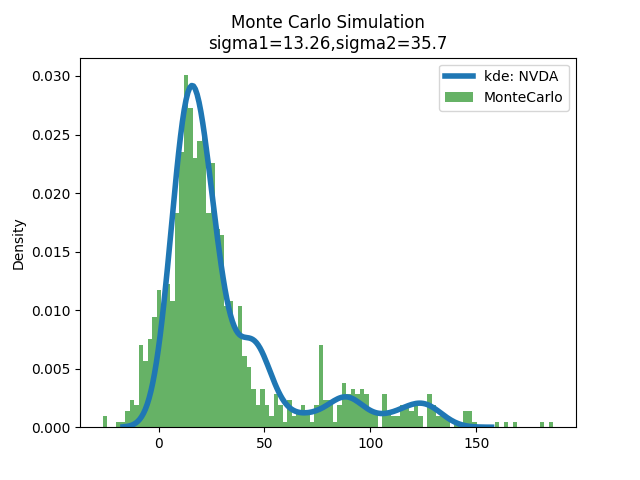 Monte Carlo Simulation
sigma1=13.26,sigma2=35.7
kde: NVDA
MonteCarlo
Density
0.030
0.025
0.020
0.015
0.010
0.005
0.000
0 50 100 150